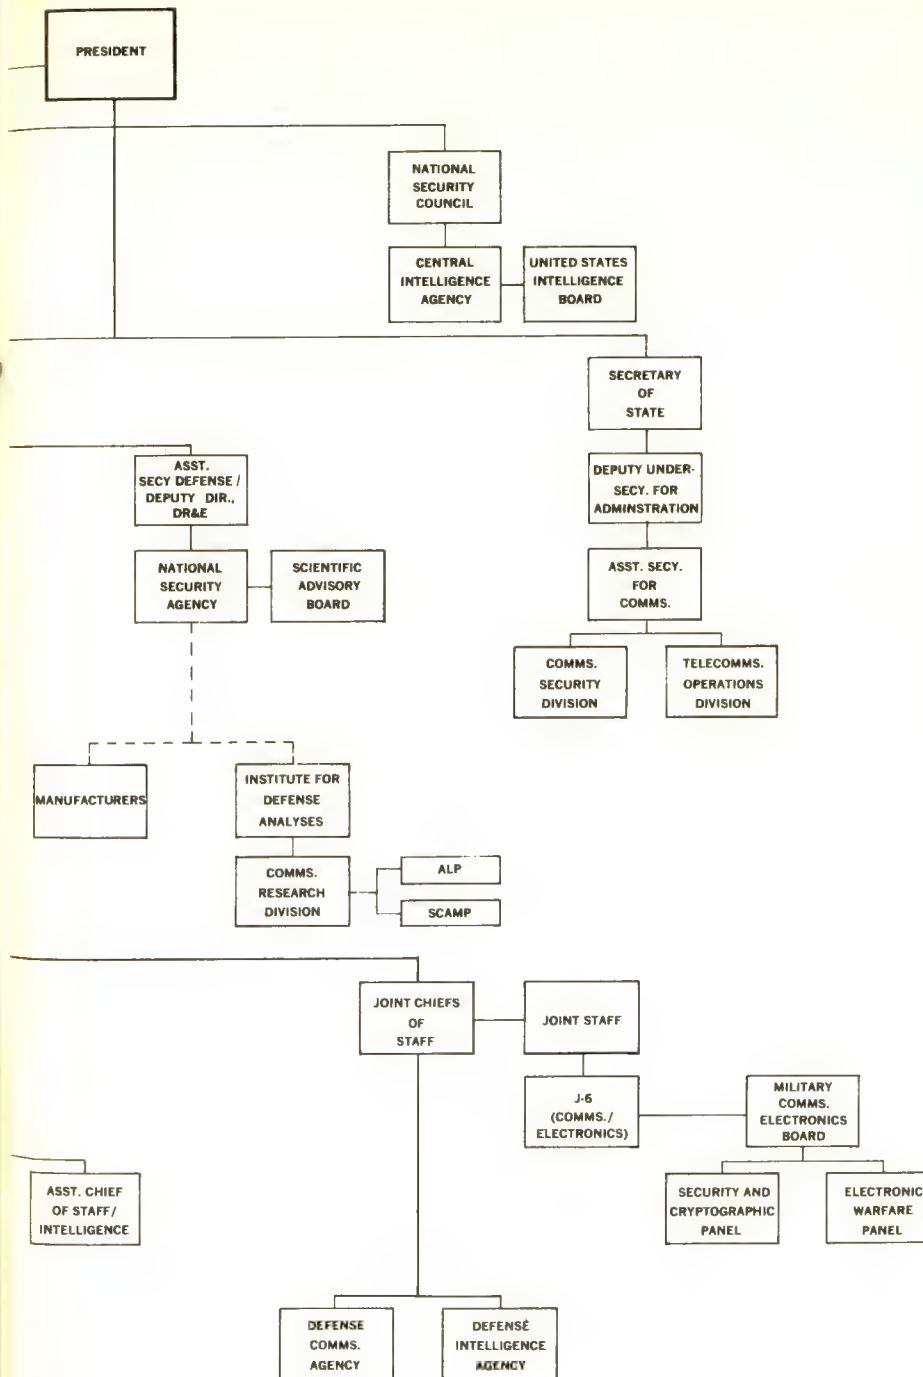 PRESIDENT
NATIONAL
SECURITY
COUNCIL
CENTRAL
INTELLIGENCE
AGENCY
UNITED STATES
INTELLIGENCE
BOARD
SECRETARY
OF
STATE
ASST.
SECY DEFENSE /
DEPUTY DIR.,
DR&E
DEPUTY UNDER-
SECY. FOR
ADMINSTRATION
NATIONAL
SECURITY
AGENCY
SCIENTIFIC
ADVISORY
BOARD
ASST. SECY.
FOR
COMMS.
COMMS.
SECURITY
DIVISION
TELECOMMS.
OPERATIONS
DIVISION
MANUFACTURERS
INSTITUTE FOR
DEFENSE
ANALYSES
COMMS.
RESEARCH
DIVISION
ALP
SCAMP
JOINT CHIEFS
OF
STAFF
JOINT STAFF
J-6
(COMMS./
ELECTRONICS)
MILITARY
COMMS.
ELECTRONICS
BOARD
ASST. CHIEF
OF STAFF/
INTELLIGENCE
SECURITY AND
CRYPTOGRAPHIC
PANEL
ELECTRONIC
WARFARE
PANEL
DEFENSE
COMMS.
AGENCY
DEFENSE
INTELLIGENCE
AGENCY